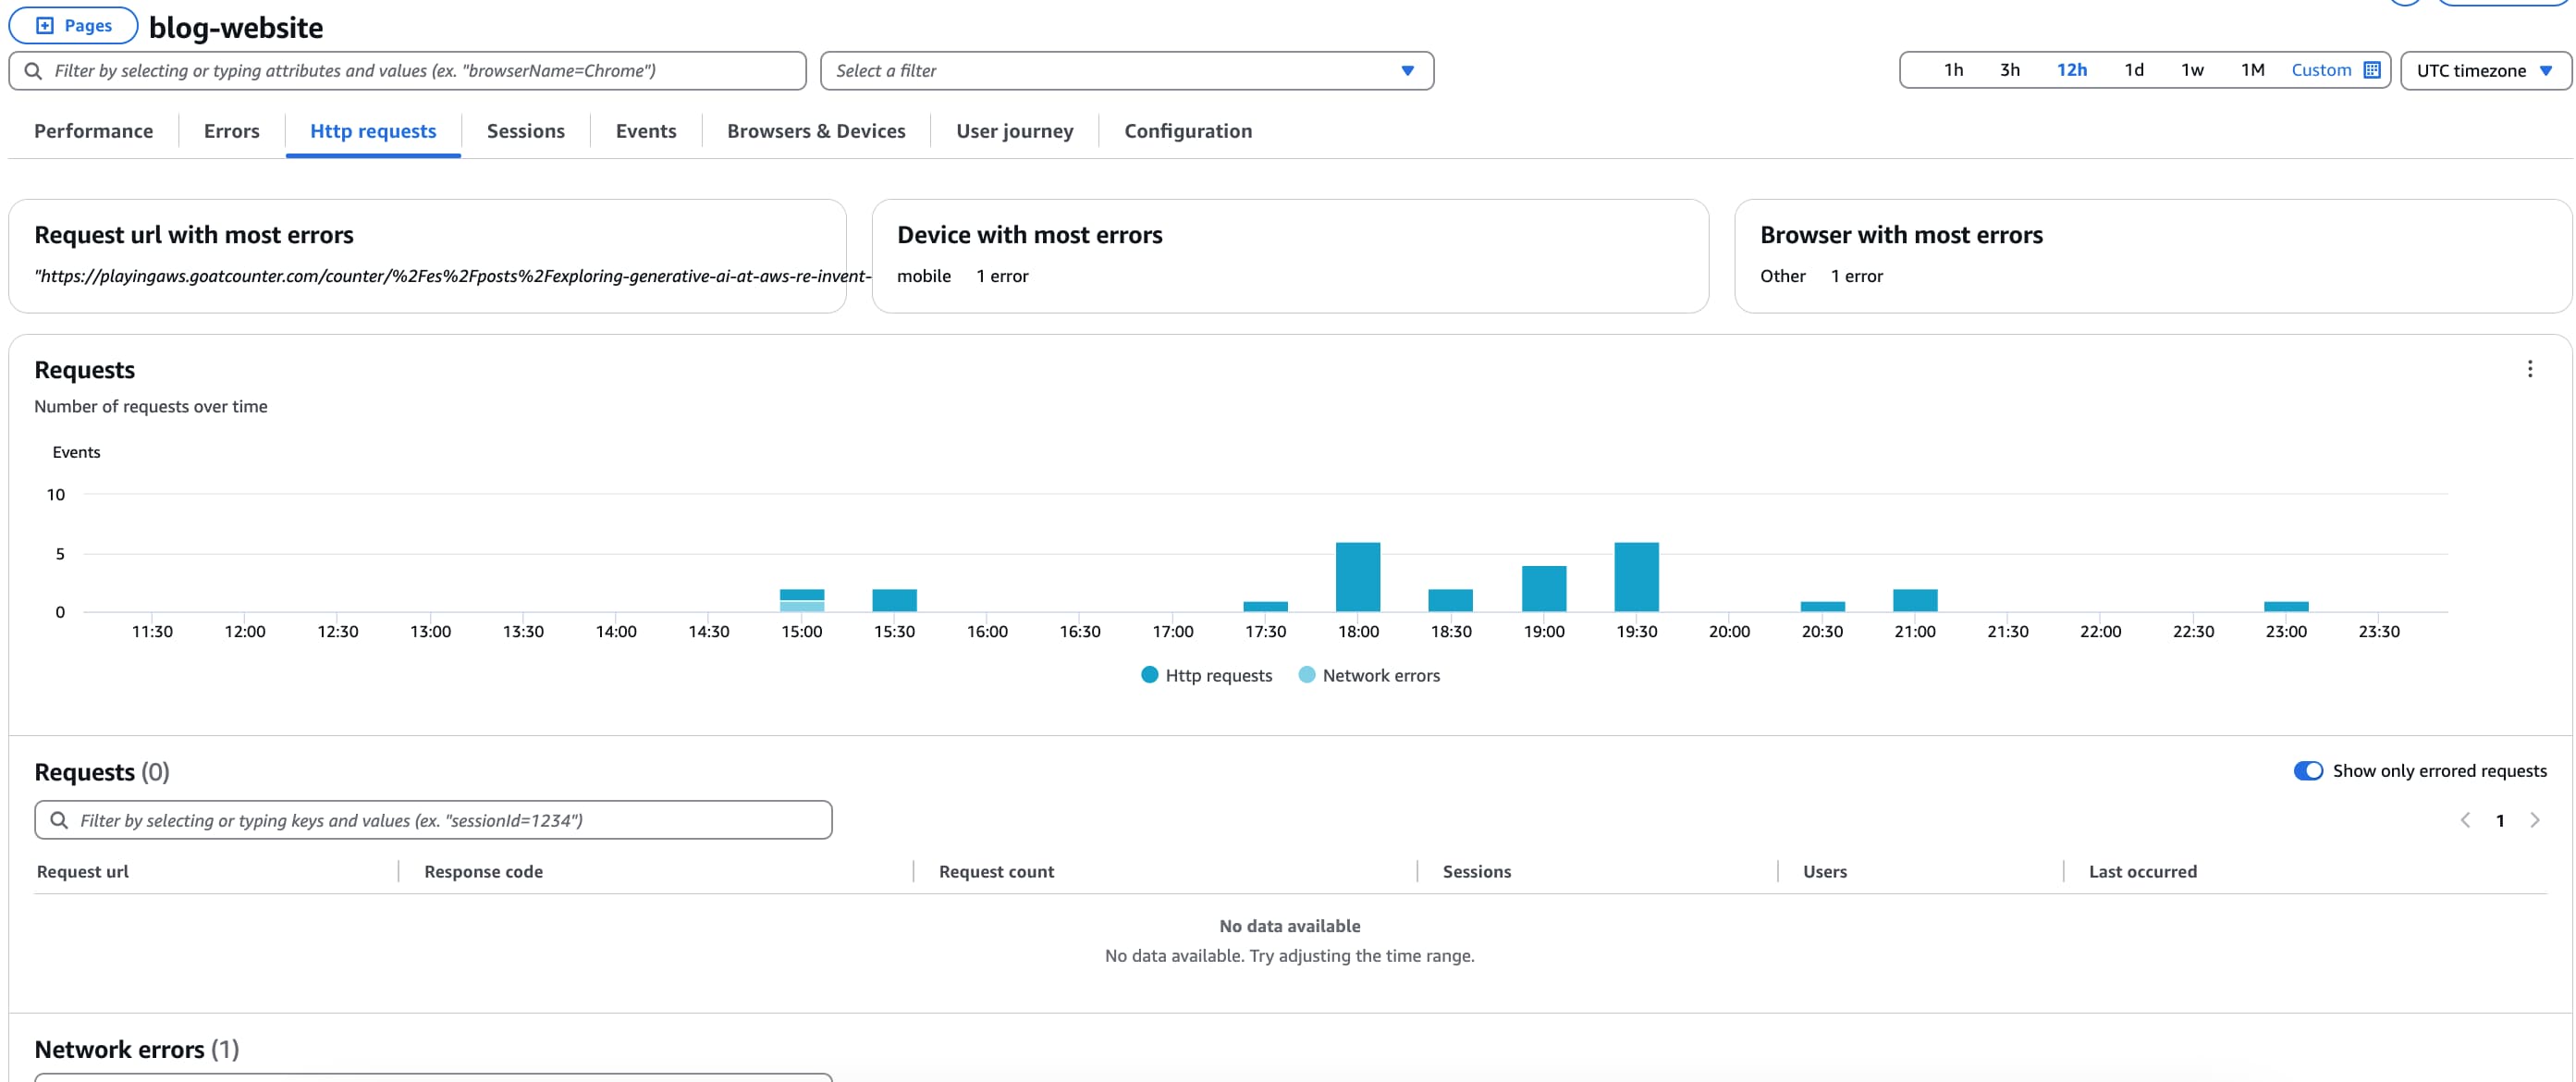 Pages
blog-website
Filter by selecting or typing attributes and values (ex. "browserName=Chrome")
Select a filter
1h 3h 12h 1d 1w 1M Custom
UTC timezone
Performance
Errors
Http requests
Sessions
Events
Browsers & Devices
User journey
Configuration
Request url with most errors
"https://playingaws.goatcounter.com/counter/%2Fes%2Fposts%2Fexploring-generative-ai-at-aws-re-invent-
Device with most errors
mobile 1 error
Browser with most errors
Other 1 error
Requests
Number of requests over time
Events
10
5
0
11:30 12:00 12:30 13:00 13:30 14:00 14:30 15:00 15:30 16:00 16:30 17:00 17:30 18:00 18:30 19:00 19:30 20:00 20:30 21:00 21:30 22:00 22:30 23:00 23:30
Http requests Network errors
Requests (0)
Show only errored requests
Filter by selecting or typing keys and values (ex. "sessionId=1234")
1
Request url Response code Request count Sessions Users Last occurred
No data available
No data available. Try adjusting the time range.
Network errors (1)